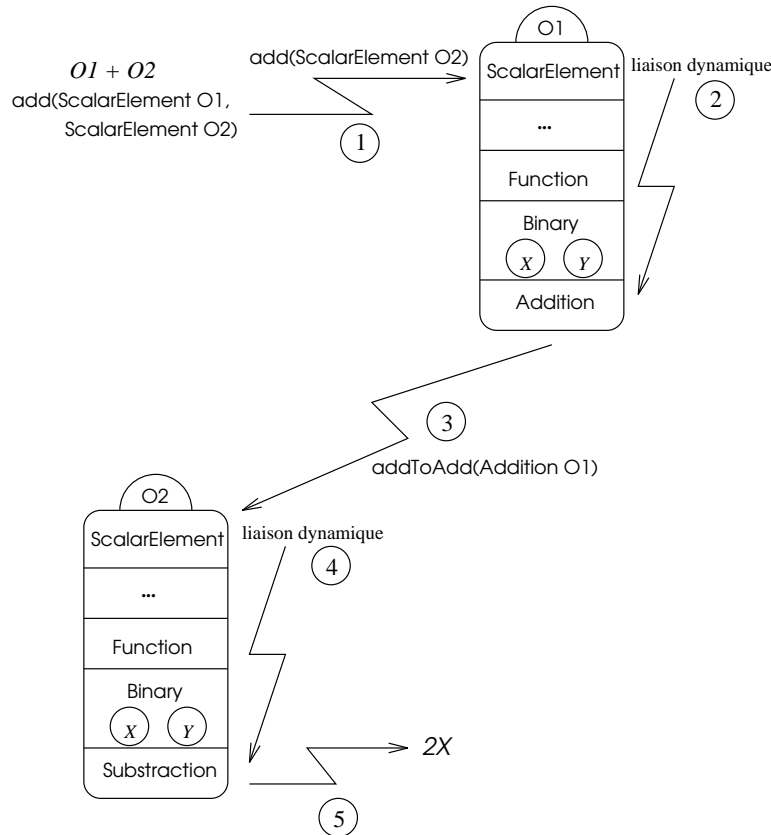 O1 + O2
add(ScalarElement O1,
ScalarElement O2)
add(ScalarElement O2)
1
O1
ScalarElement
...
Function
Binary
X Y
Addition
liaison dynamique
2
3
addToAdd(Addition O1)
O2
ScalarElement
...
Function
Binary
X Y
Substraction
liaison dynamique
4
2X
5